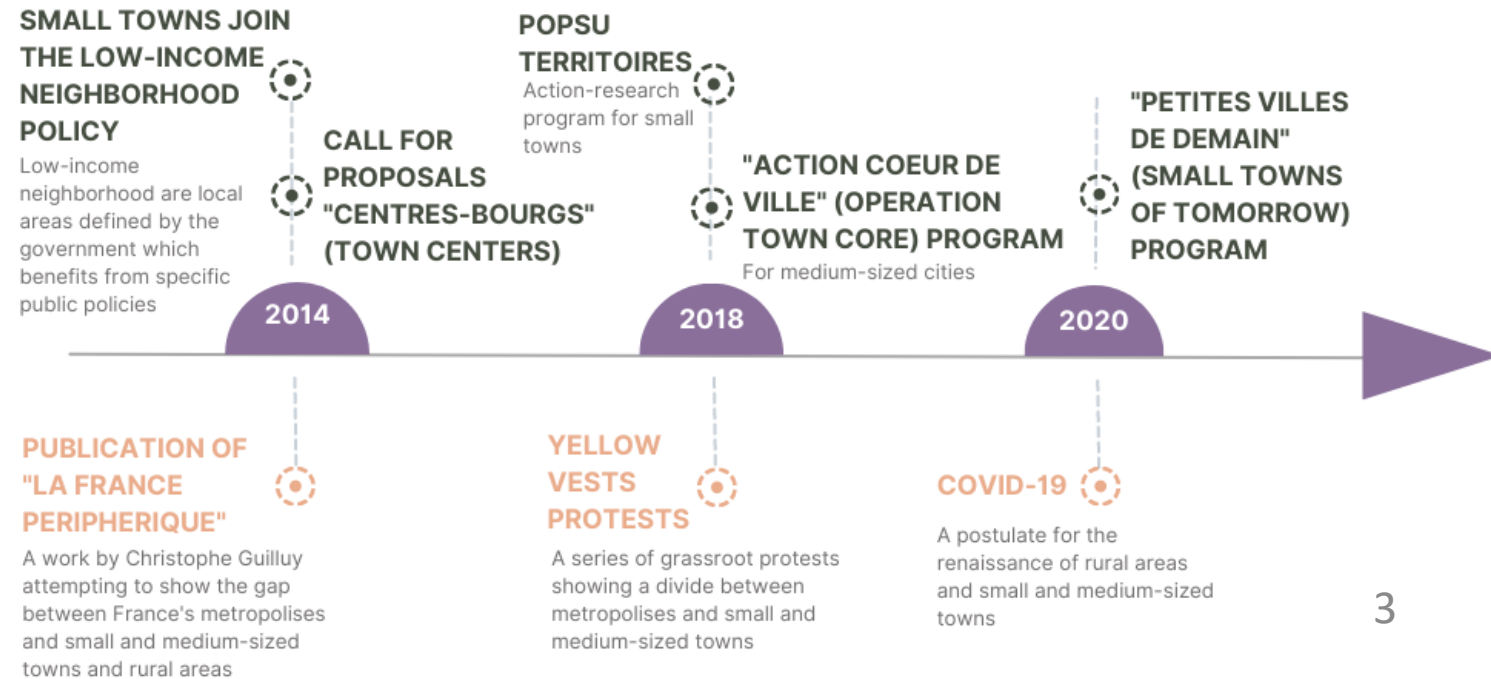 SMALL TOWNS JOIN
THE LOW-INCOME
NEIGHBORHOOD
POLICY
Low-income
neighborhood are local
areas defined by the
government which
benefits from specific
public policies
CALL FOR
PROPOSALS
"CENTRES-BOURGS"
(TOWN CENTERS)
2014
PUBLICATION OF
"LA FRANCE
PERIPHERIQUE"
A work by Christophe Guilluy
attempting to show the gap
between France's metropolises
and small and medium-sized
towns and rural areas
POPSU
TERRITOIRES
Action-research
program for small
towns
"ACTION COEUR DE
VILLE" (OPERATION
TOWN CORE) PROGRAM
For medium-sized cities
2018
YELLOW
VESTS
PROTESTS
A series of grassroot protests
showing a divide between
metropolises and small and
medium-sized towns
"PETITES VILLES
DE DEMAIN"
(SMALL TOWNS
OF TOMORROW)
PROGRAM
2020
COVID-19
A postulate for the
renaissance of rural areas
and small and medium-sized
towns
3